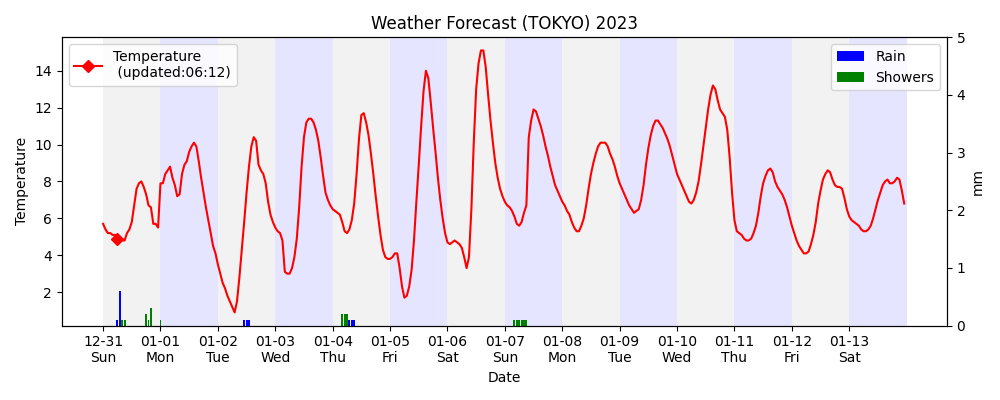 Weather Forecast (TOKYO) 2023
Temperature
(updated:06:12)
Rain
Showers
Temperature
14
12
10
8
6
4
2
5
4
3
2
1
0
mm
12-31 01-01 01-02 01-03 01-04 01-05 01-06 01-07 01-08 01-09 01-10 01-11 01-12 01-13
Sun Mon Tue Wed Thu Fri Sat Sun Mon Tue Wed Thu Fri Sat
Date